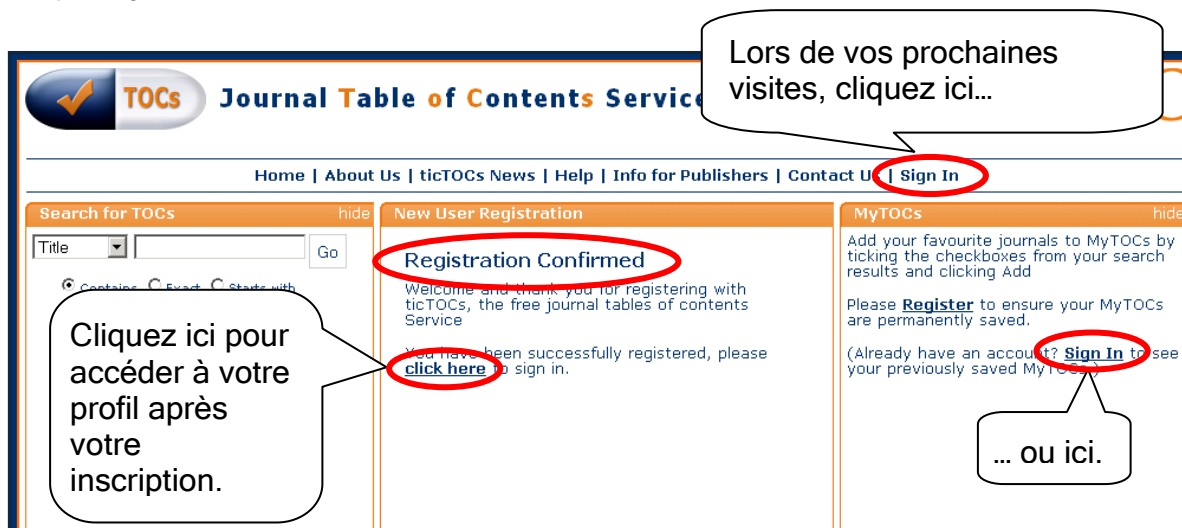 Lors de vos prochaines
visites, cliquez ici…
TOCs
Journal Table of Contents Service
Home | About Us | ticTOCs News | Help | Info for Publishers | Contact Us | Sign In
Search for TOCs hide
Title Go
Contains Exact Starts with
Cliquez ici pour
accéder à votre
profil après
votre
inscription.
New User Registration
Registration Confirmed
Welcome and thank you for registering with
ticTOCs, the free journal tables of contents
Service
You have been successfully registered, please
click here to sign in.
MyTOCs hide
Add your favourite journals to MyTOCs by
ticking the checkboxes from your search
results and clicking Add
Please Register to ensure your MyTOCs
are permanently saved.
(Already have an account? Sign In to see
your previously saved MyTOCs.)
… ou ici.